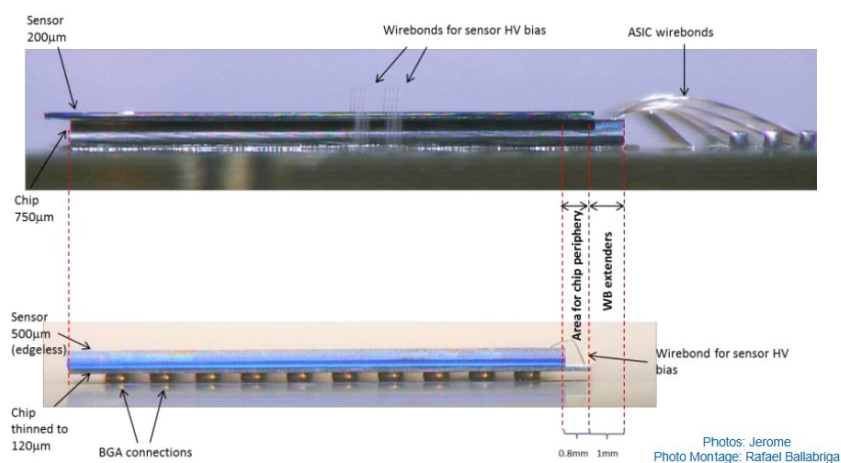 Sensor
200µm
Wirebonds for sensor HV bias
ASIC wirebonds
Chip
750µm
Area for chip periphery
WB extenders
Sensor
500µm
(edgeless)
Wirebond for sensor HV
bias
Chip
thinned to
120µm
BGA connections
0.8mm
1mm
Photos: Jerome
Photo Montage: Rafael Ballabriga